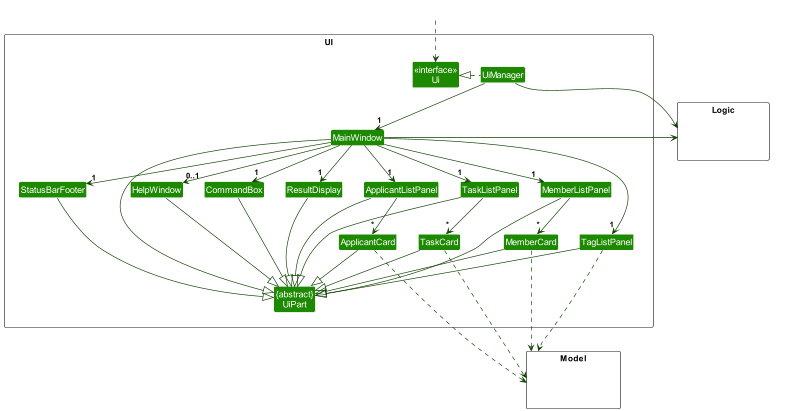 UI
«interface»
Ui
UiManager
Logic
1
MainWindow
1
0..1
1
1
1
1
1
StatusBarFooter
HelpWindow
CommandBox
ResultDisplay
ApplicantListPanel
TaskListPanel
MemberListPanel
*
*
*
1
ApplicantCard
TaskCard
MemberCard
TagListPanel
{abstract}
UiPart
Model